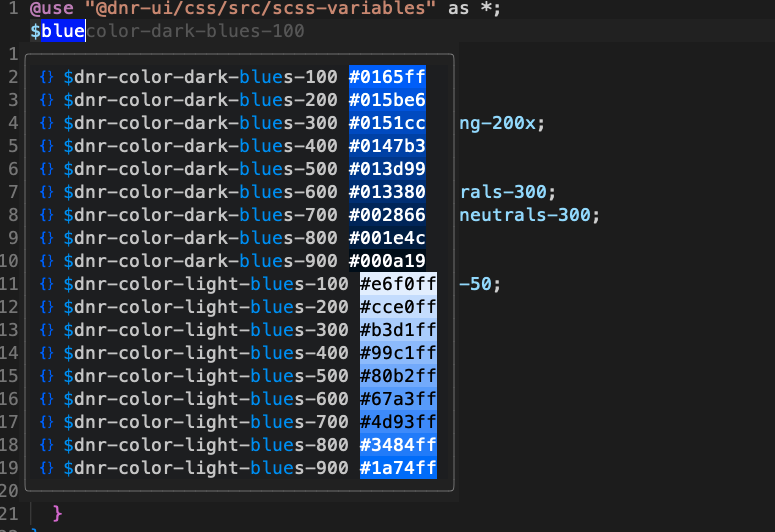 1 @use "@dnr-ui/css/src/scss-variables" as *;
$bluecolor-dark-blues-100
1
2 {} $dnr-color-dark-blues-100 #0165ff
3 {} $dnr-color-dark-blues-200 #015be6
4 {} $dnr-color-dark-blues-300 #0151cc ng-200x;
5 {} $dnr-color-dark-blues-400 #0147b3
6 {} $dnr-color-dark-blues-500 #013d99
7 {} $dnr-color-dark-blues-600 #013380 rals-300;
8 {} $dnr-color-dark-blues-700 #002866 neutrals-300;
9 {} $dnr-color-dark-blues-800 #001e4c
10 {} $dnr-color-dark-blues-900 #000a19
11 {} $dnr-color-light-blues-100 #e6f0ff -50;
12 {} $dnr-color-light-blues-200 #cce0ff
13 {} $dnr-color-light-blues-300 #b3d1ff
14 {} $dnr-color-light-blues-400 #99c1ff
15 {} $dnr-color-light-blues-500 #80b2ff
16 {} $dnr-color-light-blues-600 #67a3ff
17 {} $dnr-color-light-blues-700 #4d93ff
18 {} $dnr-color-light-blues-800 #3484ff
19 {} $dnr-color-light-blues-900 #1a74ff
20
21 }